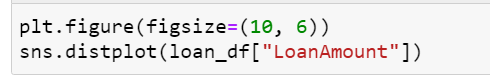 plt.figure(figsize=(10, 6))
sns.distplot(loan_df["LoanAmount"])